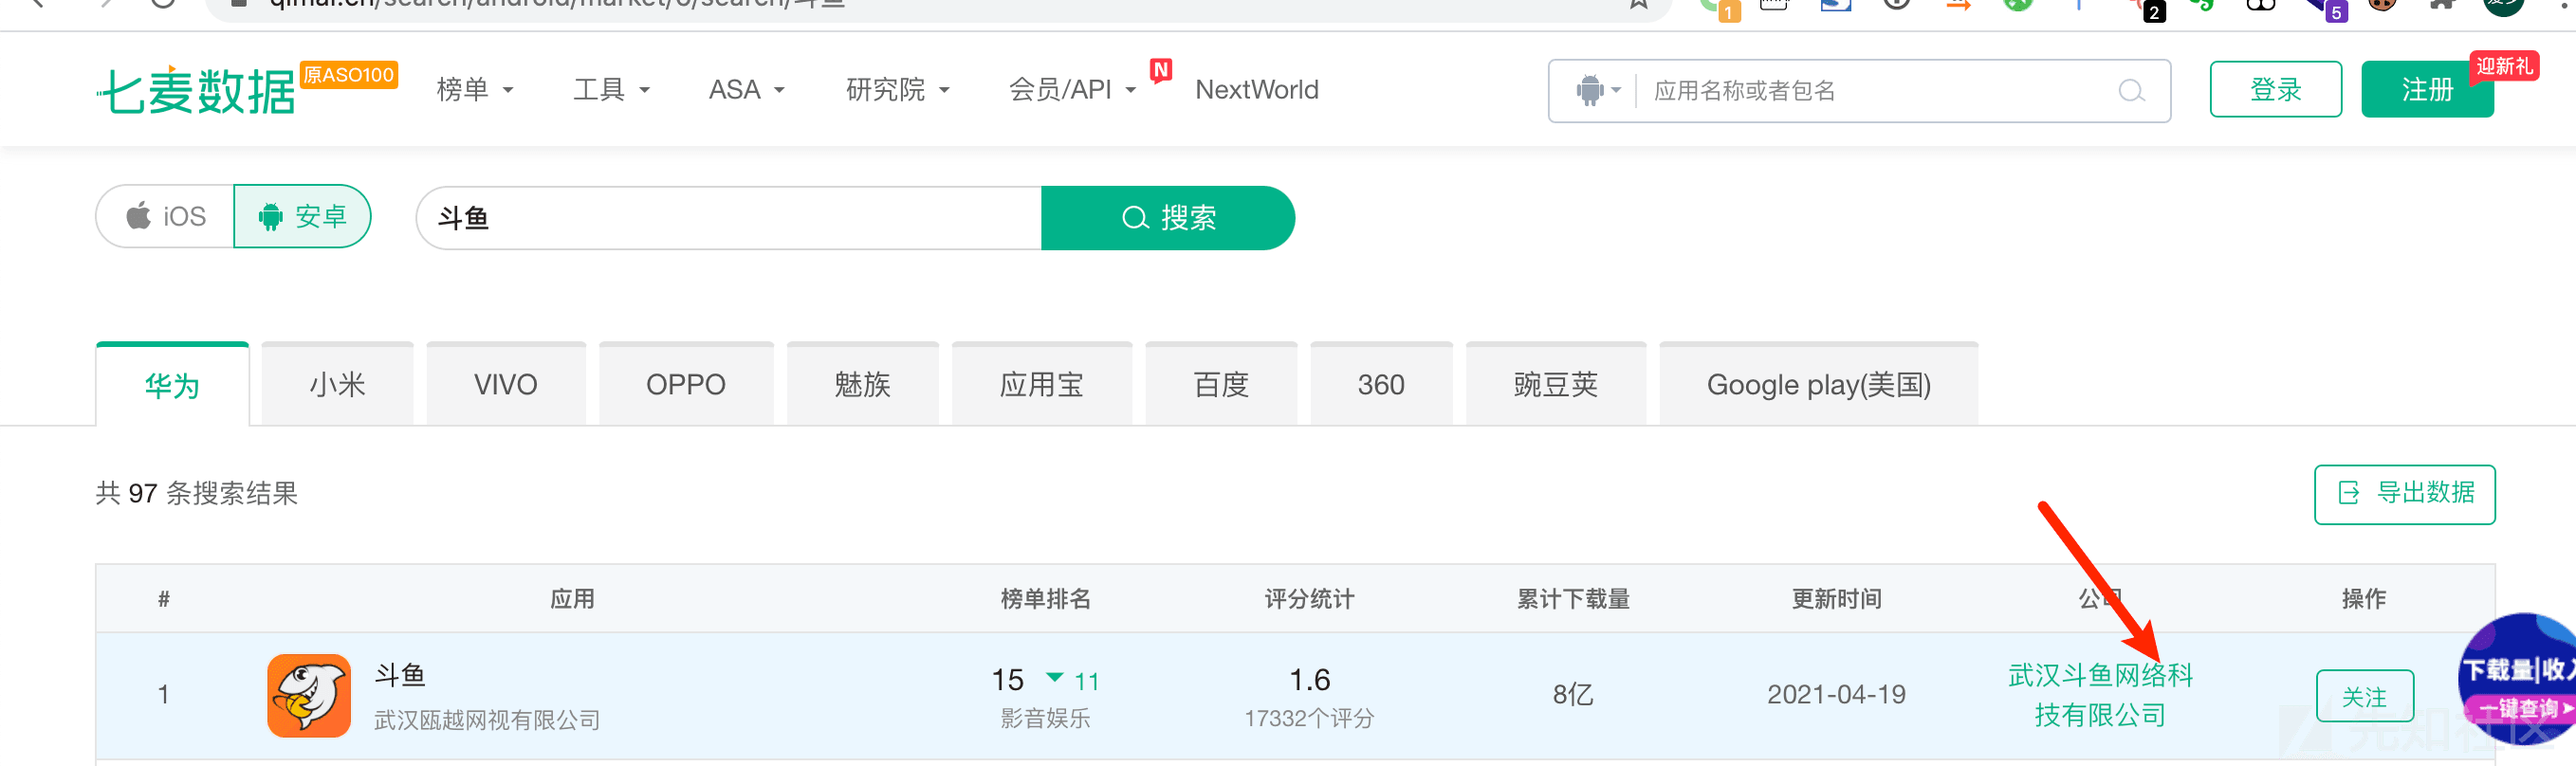 qimai.cn/search/android/market/6/search/斗鱼
1
2
5
七麦数据
原ASO100
榜单
工具
ASA
研究院
会员/API
N
NextWorld
应用名称或者包名
登录
注册
迎新礼
iOS
安卓
斗鱼
搜索
华为
小米
VIVO
OPPO
魅族
应用宝
百度
360
豌豆荚
Google play(美国)
共 97 条搜索结果
导出数据
#
应用
榜单排名
评分统计
累计下载量
更新时间
公司
操作
1
斗鱼
武汉瓯越网视有限公司
15
11
影音娱乐
1.6
17332个评分
8亿
2021-04-19
武汉斗鱼网络科
技有限公司
关注
下载量|收入
一键查询
先知社区